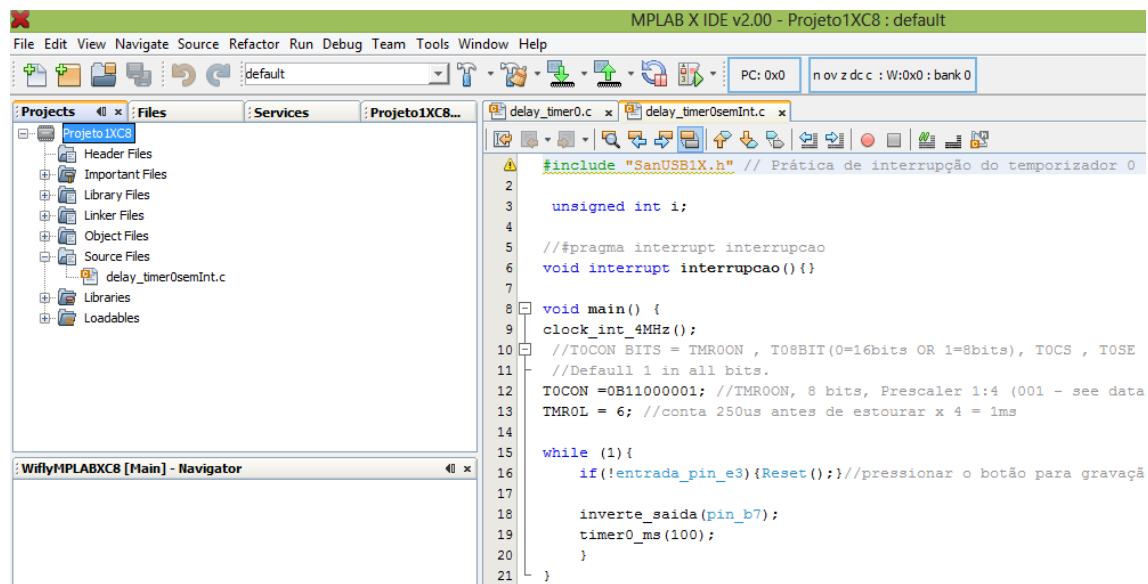 MPLAB X IDE v2.00 - Projeto1XC8 : default
File Edit View Navigate Source Refactor Run Debug Team Tools Window Help
default
PC: 0x0
n ov z dc c : W:0x0 : bank 0
Projects Files Services Projeto1XC8...
Projeto1XC8
Header Files
Important Files
Library Files
Linker Files
Object Files
Source Files
delay_timer0semInt.c
Libraries
Loadables
WiflyMPLABXC8 [Main] - Navigator
delay_timer0.c delay_timer0semInt.c
#include "SanUSB1X.h" // Prática de interrupção do temporizador 0
2
3 unsigned int i;
4
5 //#pragma interrupt interrupcao
6 void interrupt interrupcao(){}
7
8 void main() {
9 clock_int_4MHz();
10 //T0CON BITS = TMR0ON , T08BIT(0=16bits OR 1=8bits), T0CS , T0SE
11 //Defaull 1 in all bits.
12 T0CON =0B11000001; //TMR0ON, 8 bits, Prescaler 1:4 (001 - see data
13 TMR0L = 6; //conta 250us antes de estourar x 4 = 1ms
14
15 while (1){
16 if(!entrada_pin_e3){Reset();}//pressionar o botão para gravaçã
17
18 inverte_saida(pin_b7);
19 timer0_ms(100);
20 }
21 }